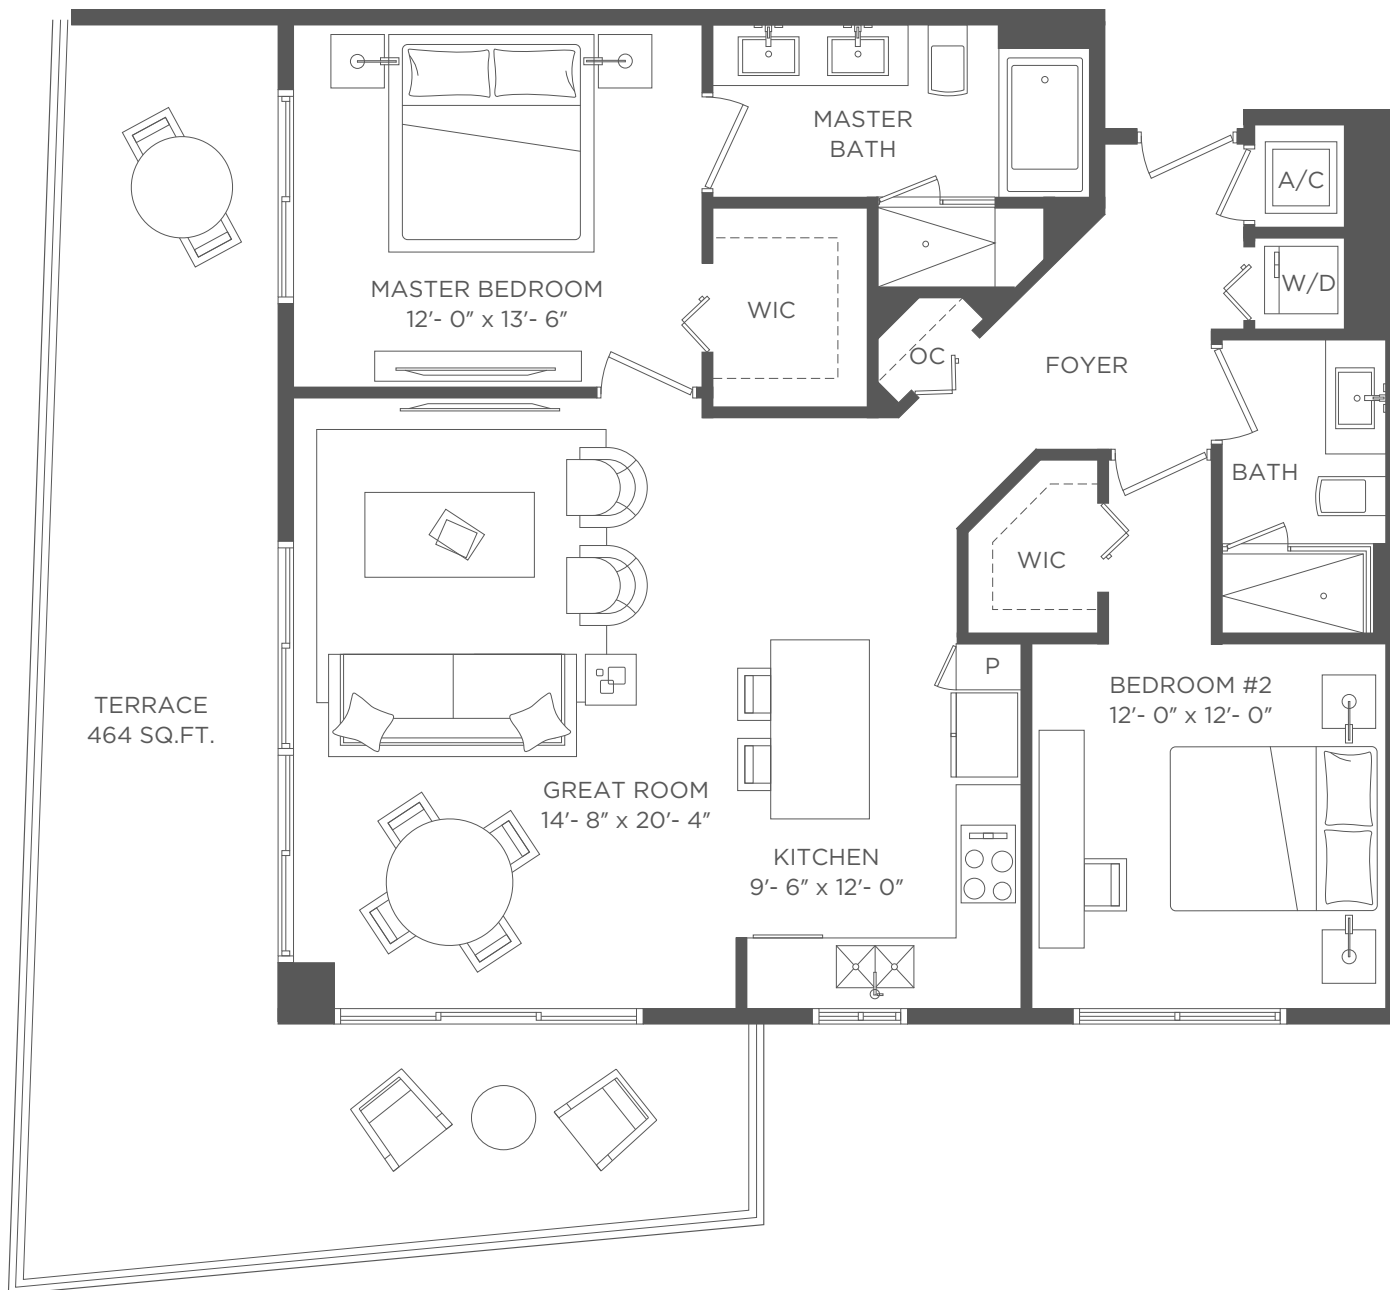 MASTER
BATH
A/C
W/D
MASTER BEDROOM
12'- 0" x 13'- 6"
WIC
OC
FOYER
BATH
WIC
P
BEDROOM #2
12'- 0" x 12'- 0"
TERRACE
464 SQ.FT.
GREAT ROOM
14'- 8" x 20'- 4"
KITCHEN
9'- 6" x 12'- 0"